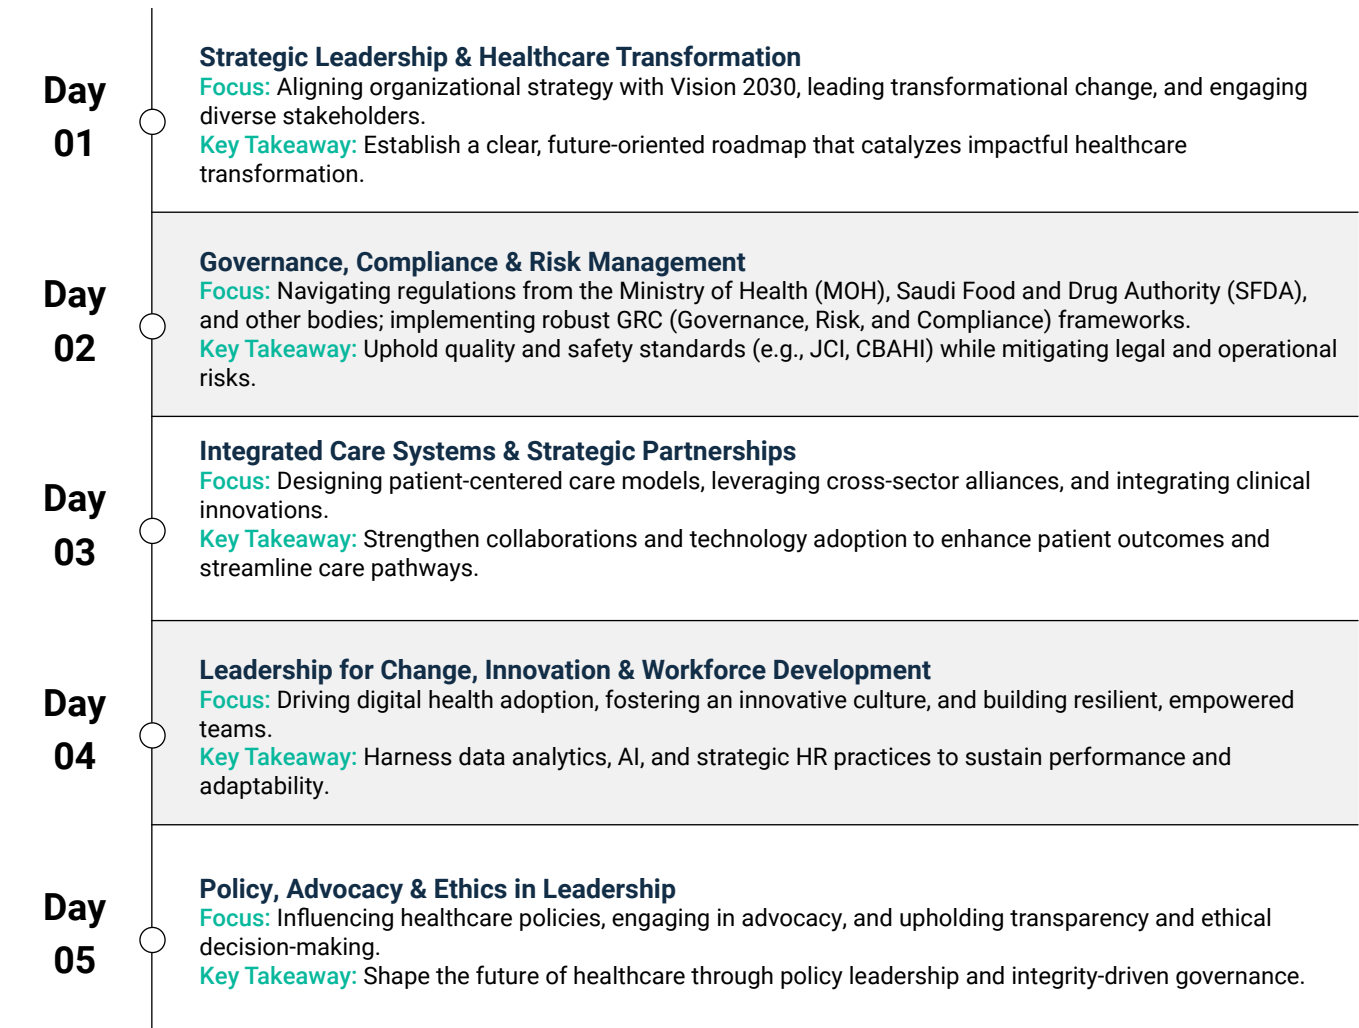 Day
01
Strategic Leadership & Healthcare Transformation
Focus: Aligning organizational strategy with Vision 2030, leading transformational change, and engaging
diverse stakeholders.
Key Takeaway: Establish a clear, future-oriented roadmap that catalyzes impactful healthcare
transformation.
Day
02
Governance, Compliance & Risk Management
Focus: Navigating regulations from the Ministry of Health (MOH), Saudi Food and Drug Authority (SFDA),
and other bodies; implementing robust GRC (Governance, Risk, and Compliance) frameworks.
Key Takeaway: Uphold quality and safety standards (e.g., JCI, CBAHI) while mitigating legal and operational
risks.
Day
03
Integrated Care Systems & Strategic Partnerships
Focus: Designing patient-centered care models, leveraging cross-sector alliances, and integrating clinical
innovations.
Key Takeaway: Strengthen collaborations and technology adoption to enhance patient outcomes and
streamline care pathways.
Day
04
Leadership for Change, Innovation & Workforce Development
Focus: Driving digital health adoption, fostering an innovative culture, and building resilient, empowered
teams.
Key Takeaway: Harness data analytics, AI, and strategic HR practices to sustain performance and
adaptability.
Day
05
Policy, Advocacy & Ethics in Leadership
Focus: Influencing healthcare policies, engaging in advocacy, and upholding transparency and ethical
decision-making.
Key Takeaway: Shape the future of healthcare through policy leadership and integrity-driven governance.